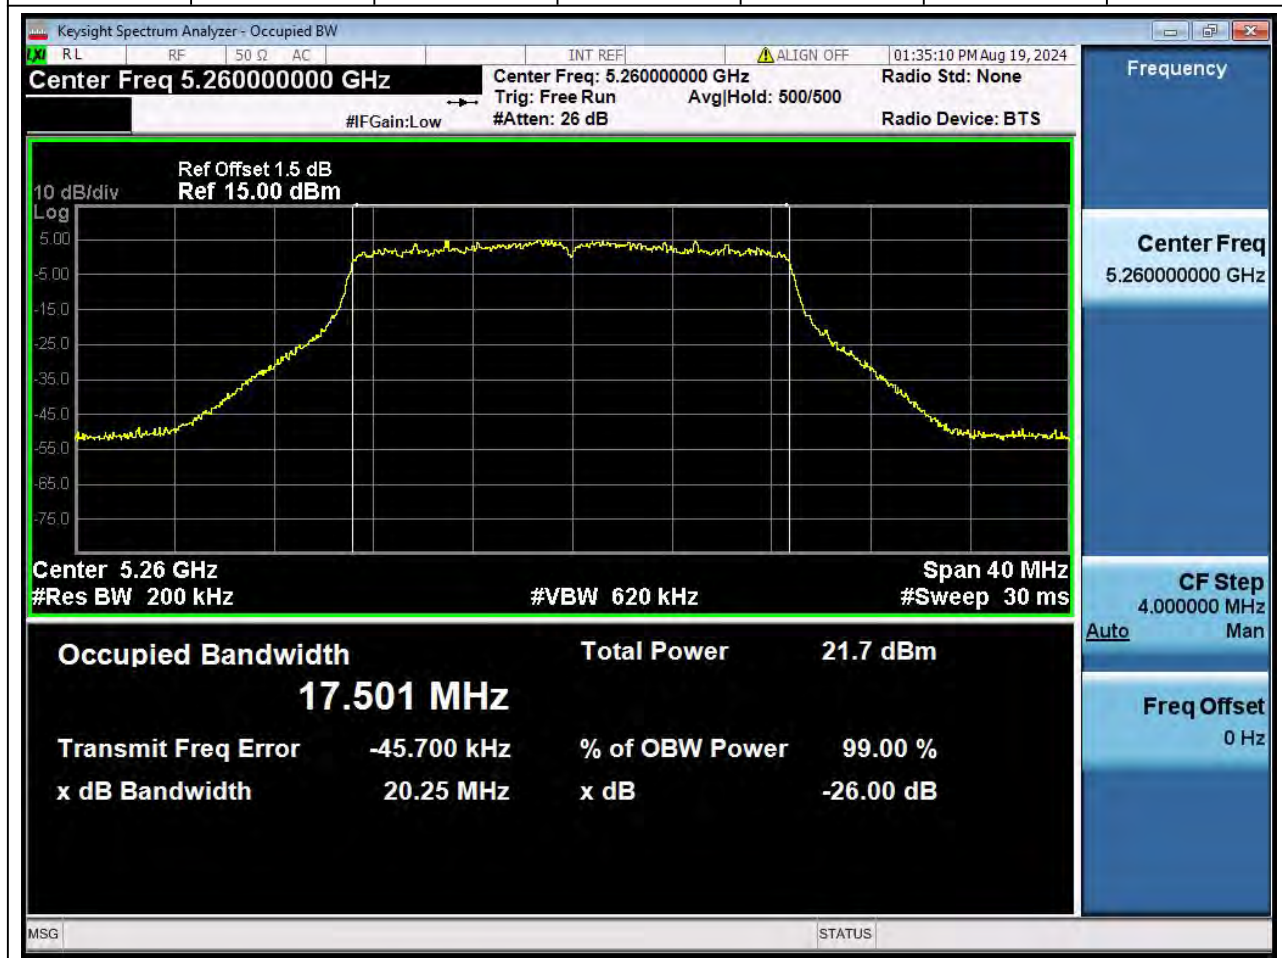 Keysight Spectrum Analyzer - Occupied BW
LXI RL RF 50 Ω AC INT REF ALIGN OFF 01:35:10 PM Aug 19, 2024
Center Freq 5.260000000 GHz
Center Freq: 5.260000000 GHz
Radio Std: None
Trig: Free Run Avg|Hold: 500/500
#IFGain:Low
#Atten: 26 dB
Radio Device: BTS
Ref Offset 1.5 dB
10 dB/div Ref 15.00 dBm
Log
5.00
-5.00
-15.0
-25.0
-35.0
-45.0
-55.0
-65.0
-75.0
Center 5.26 GHz Span 40 MHz
#Res BW 200 kHz #VBW 620 kHz #Sweep 30 ms
Occupied Bandwidth Total Power 21.7 dBm
17.501 MHz
Transmit Freq Error -45.700 kHz % of OBW Power 99.00 %
x dB Bandwidth 20.25 MHz x dB -26.00 dB
MSG STATUS
Frequency
Center Freq
5.260000000 GHz
CF Step
4.000000 MHz
Auto Man
Freq Offset
0 Hz